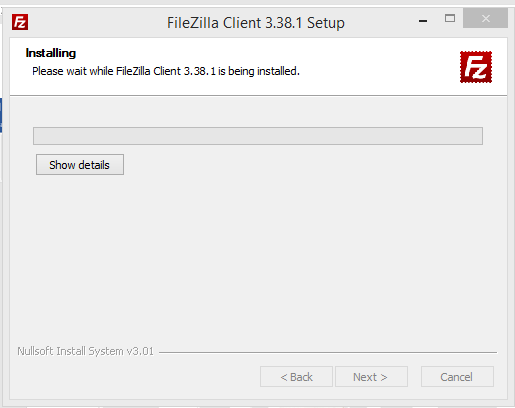 Fz FileZilla Client 3.38.1 Setup
Installing
Please wait while FileZilla Client 3.38.1 is being installed.
Fz
Show details
Nullsoft Install System v3.01
< Back Next > Cancel